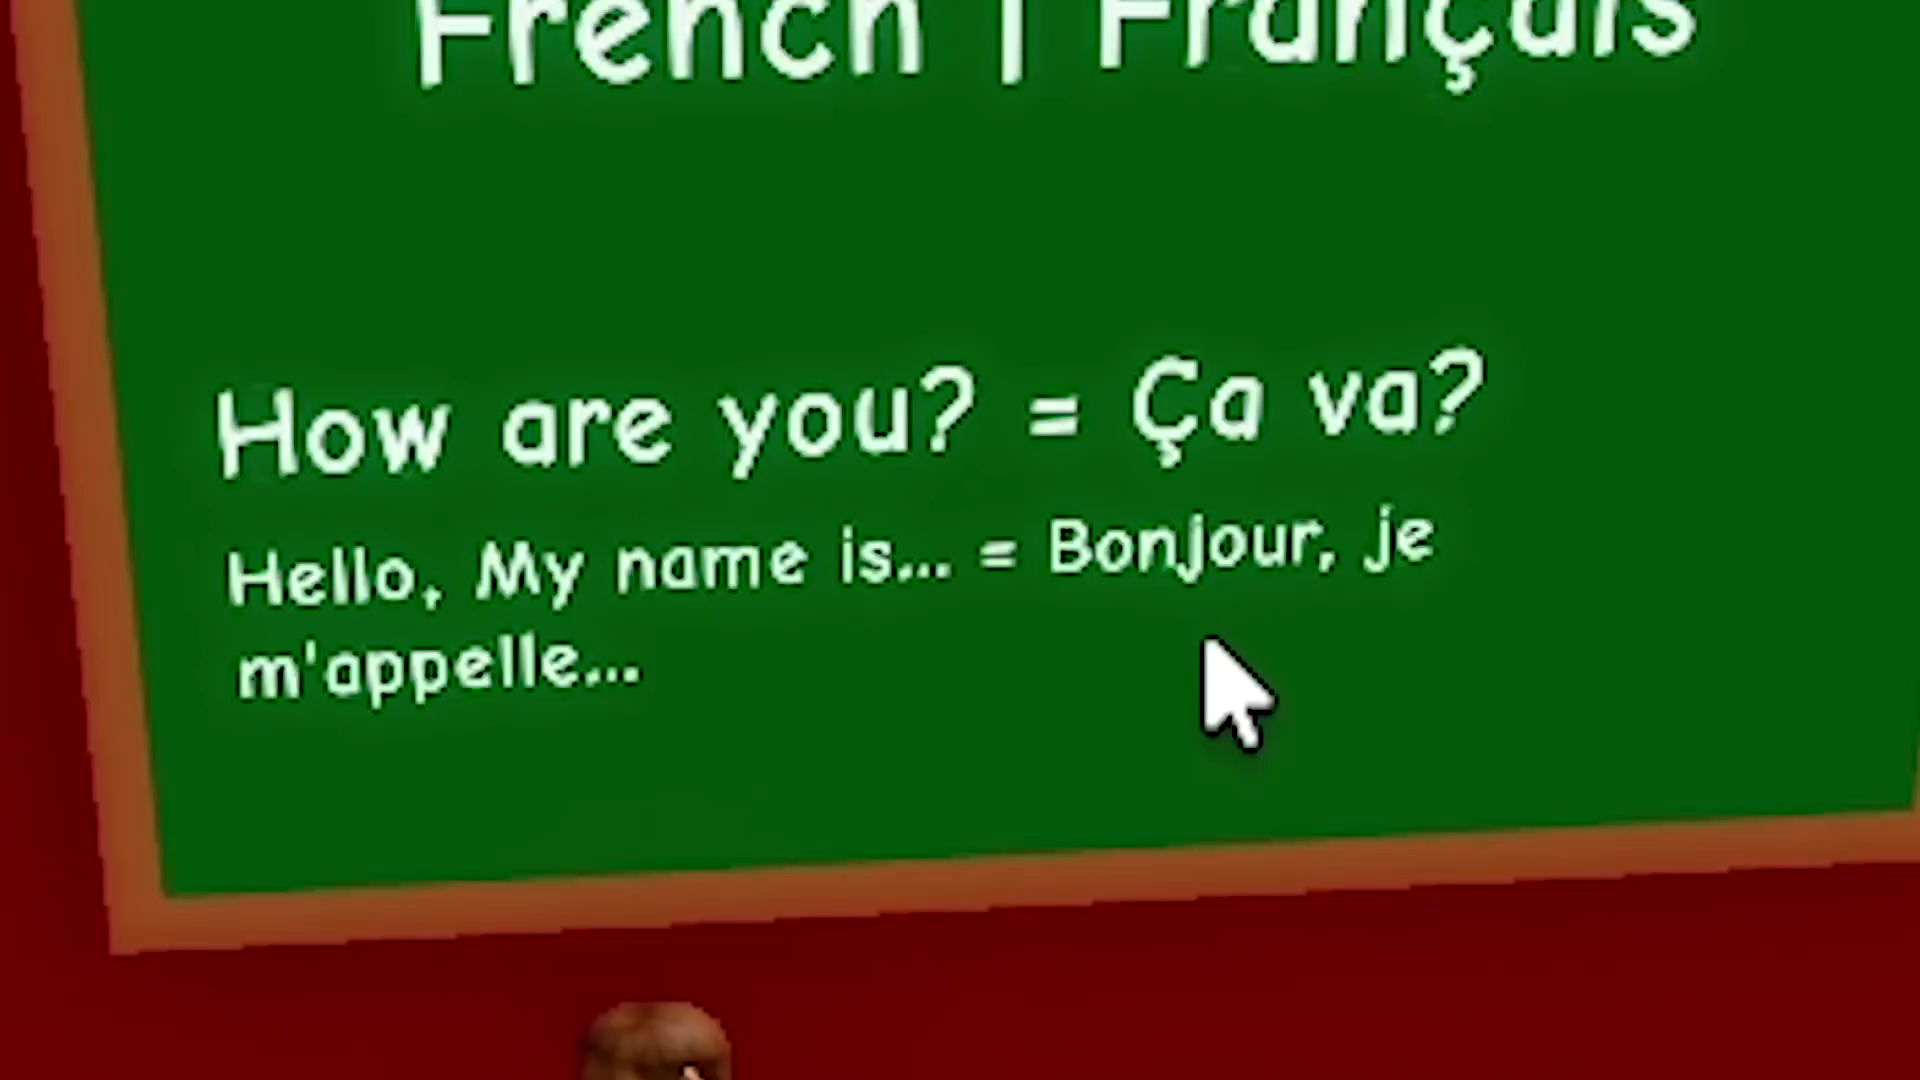 French | Français
How are you? = Ça va?
Hello, My name is... = Bonjour, je
m'appelle...